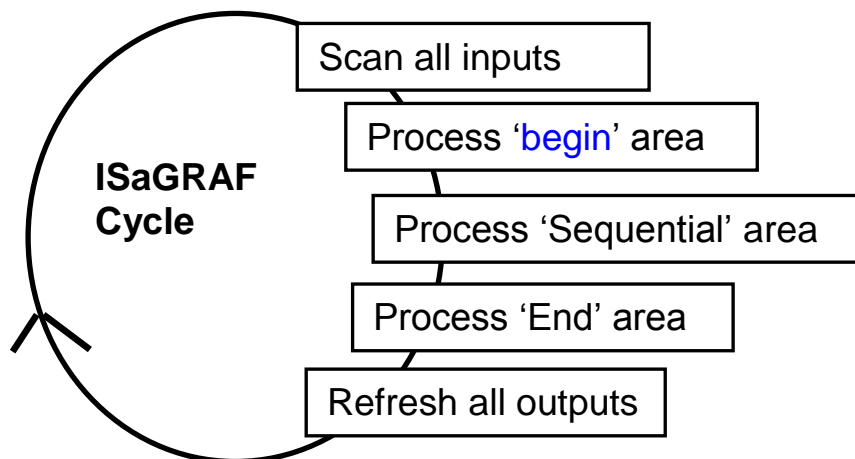 Scan all inputs
Process ‘begin’ area
ISaGRAF
Cycle
Process ‘Sequential’ area
Process ‘End’ area
Refresh all outputs